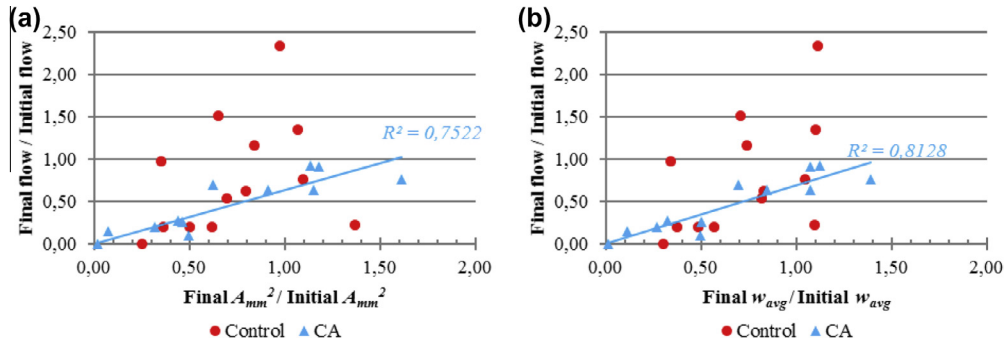 (a)
Final flow / Initial flow
2,50
2,00
1,50
1,00
0,50
0,00
R² = 0,7522
0,00 0,50 1,00 1,50 2,00
Final Amm² / Initial Amm²
Control CA
(b)
Final flow / Initial flow
2,50
2,00
1,50
1,00
0,50
0,00
R² = 0,8128
0,00 0,50 1,00 1,50 2,00
Final wavg / Initial wavg
Control CA